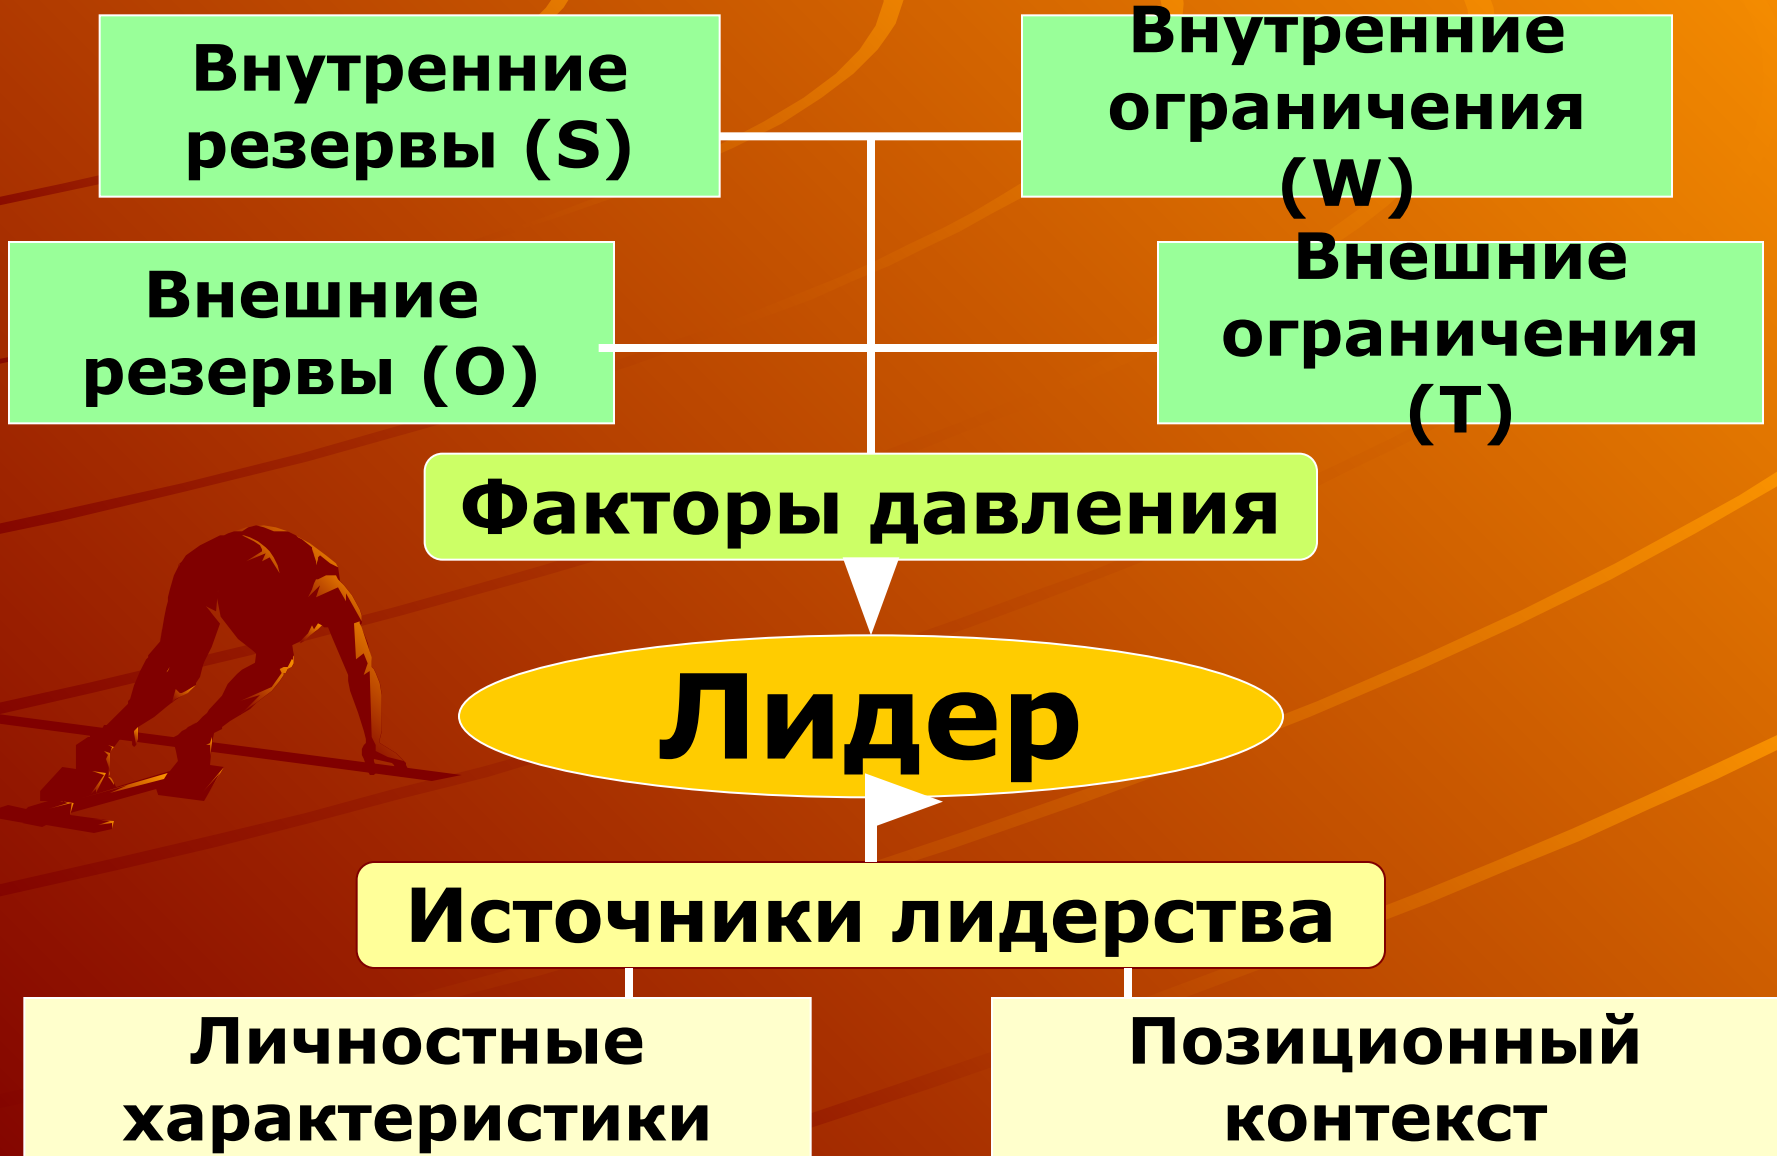 Внутренние
резервы (S)
Внутренние
ограничения
(W)
Внешние
резервы (O)
Внешние
ограничения
(T)
Факторы давления
Лидер
Источники лидерства
Личностные
характеристики
Позиционный
контекст